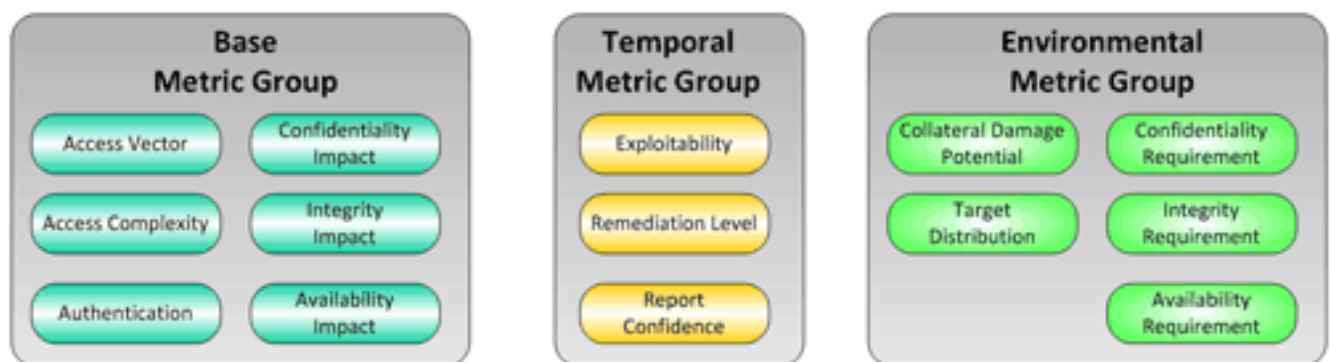 Base
Metric Group
Access Vector
Confidentiality
Impact
Access Complexity
Integrity
Impact
Authentication
Availability
Impact
Temporal
Metric Group
Exploitability
Remediation Level
Report
Confidence
Environmental
Metric Group
Collateral Damage
Potential
Confidentiality
Requirement
Target
Distribution
Integrity
Requirement
Availability
Requirement